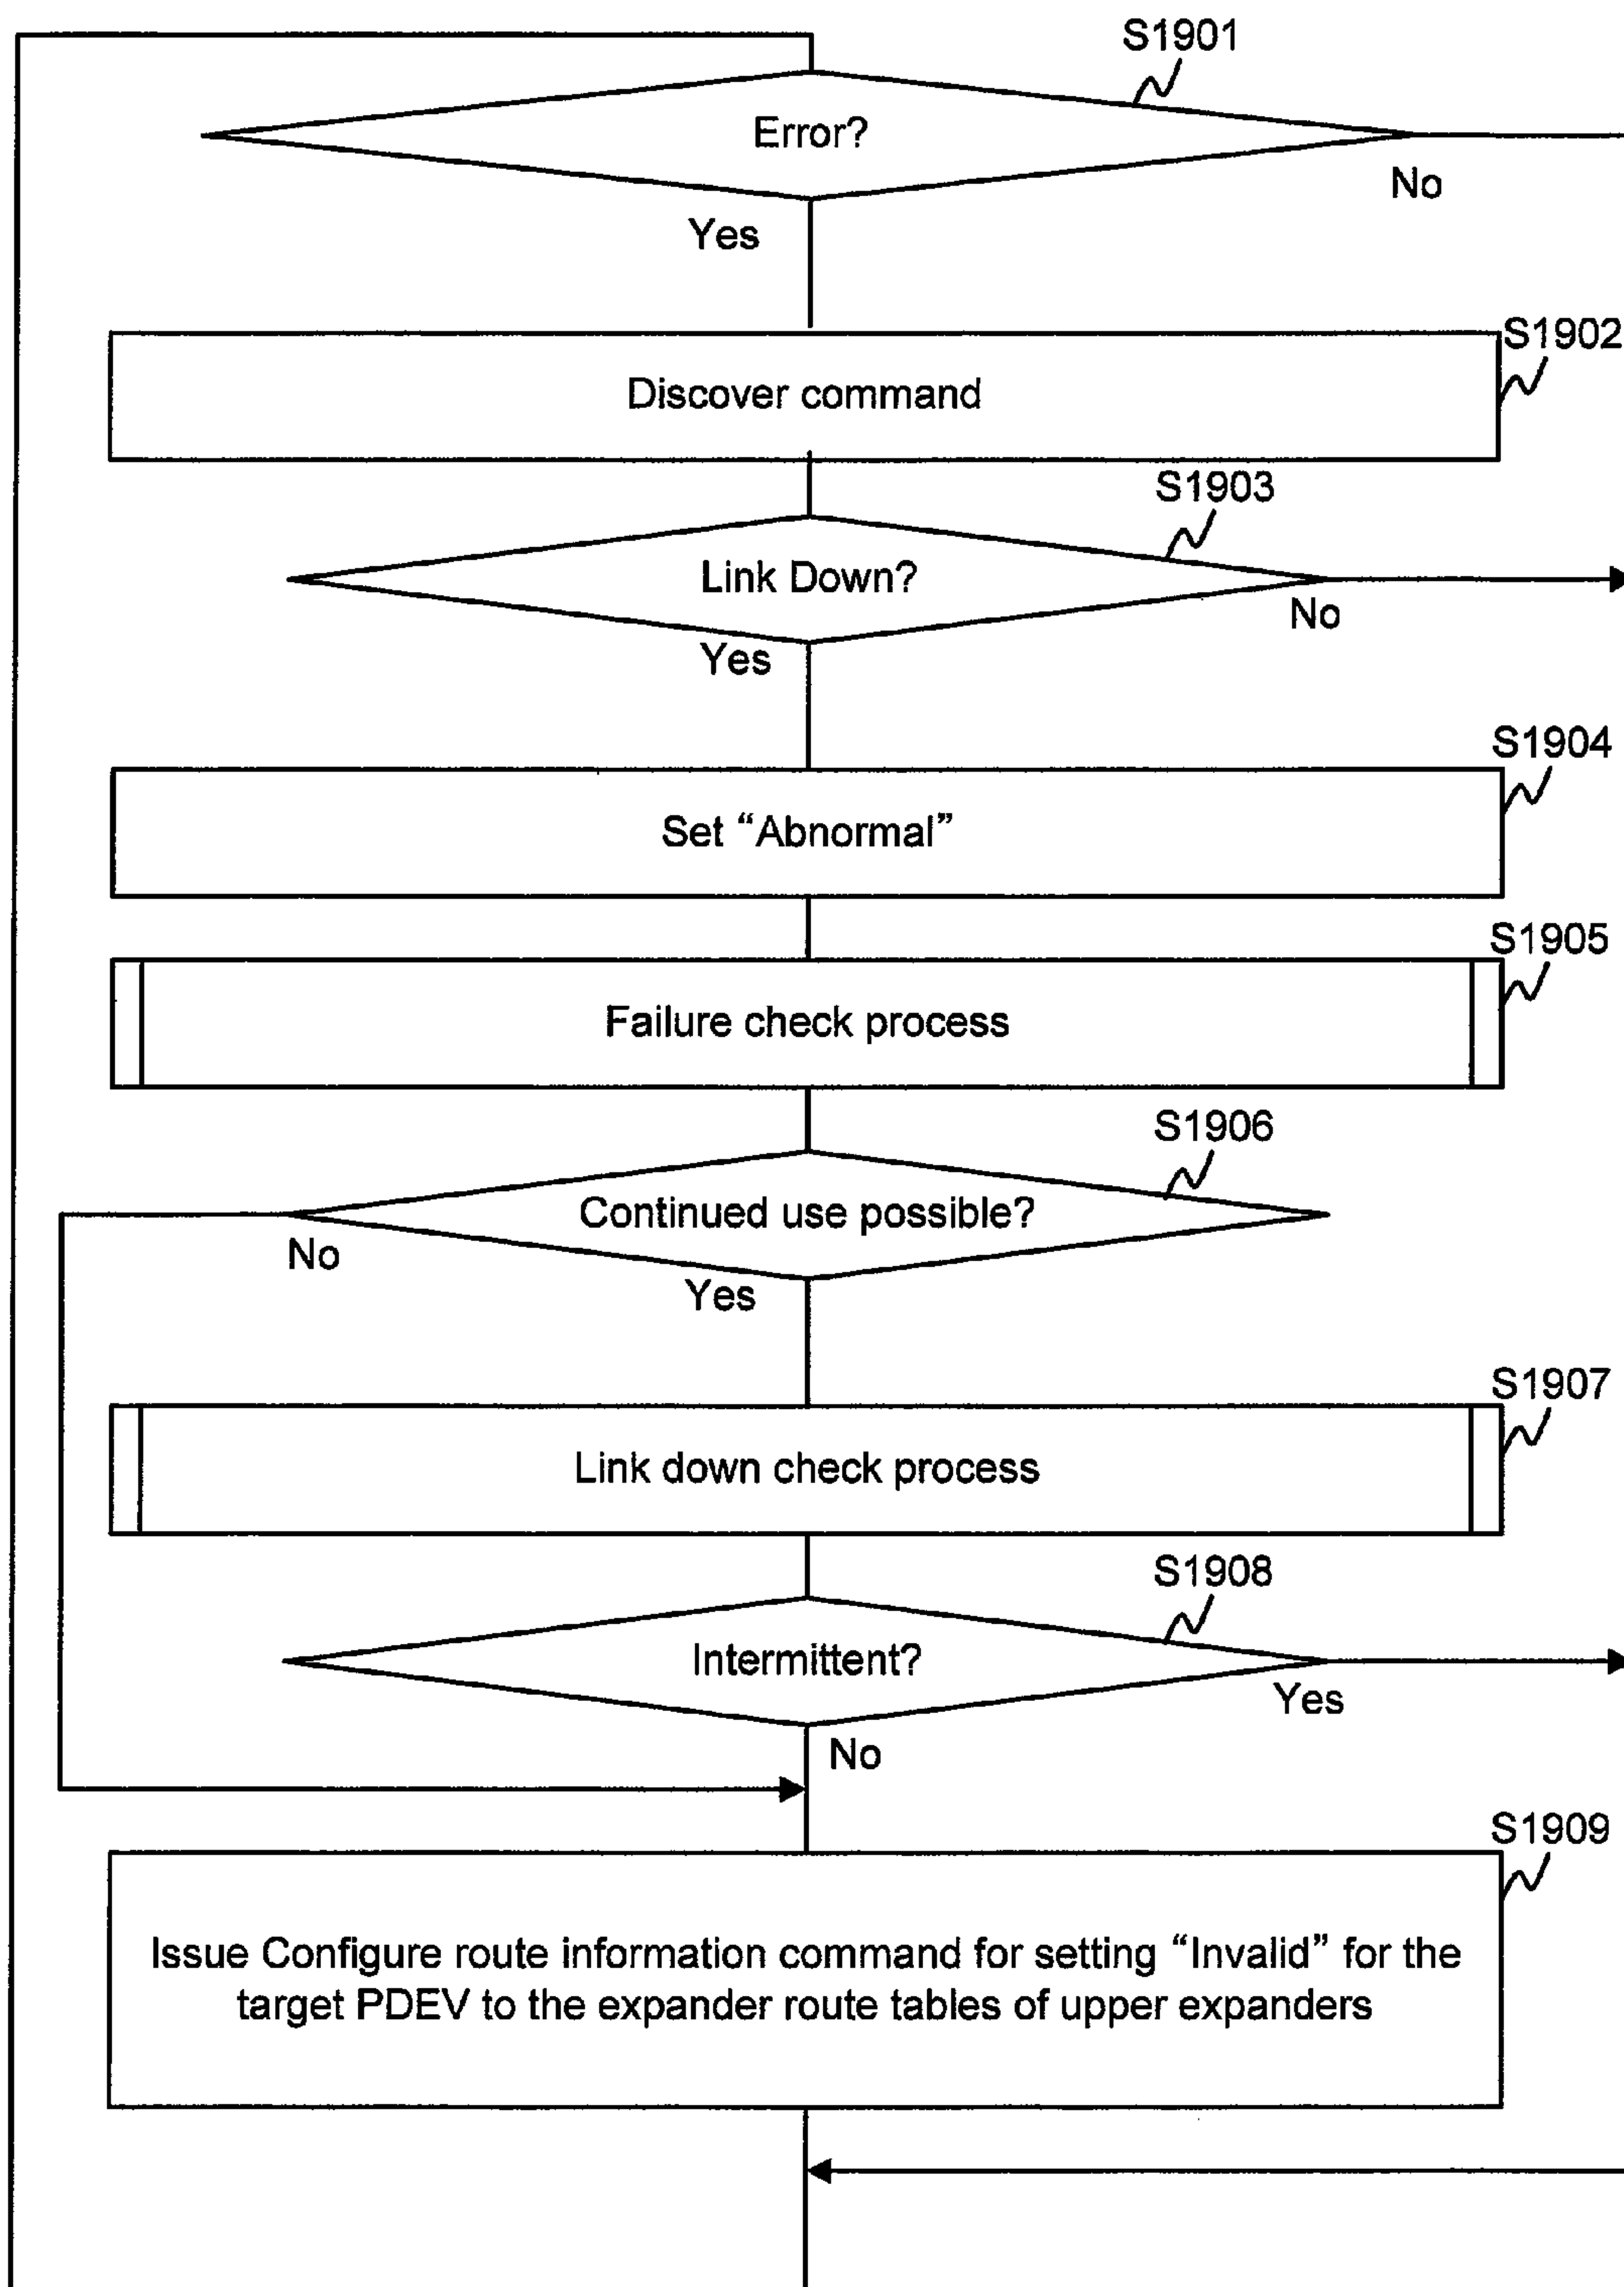 S1901
Error?
No
Yes
S1902
Discover command
S1903
Link Down?
No
Yes
S1904
Set “Abnormal”
S1905
Failure check process
S1906
Continued use possible?
No
Yes
S1907
Link down check process
S1908
Intermittent?
Yes
No
S1909
Issue Configure route information command for setting “Invalid” for the
target PDEV to the expander route tables of upper expanders